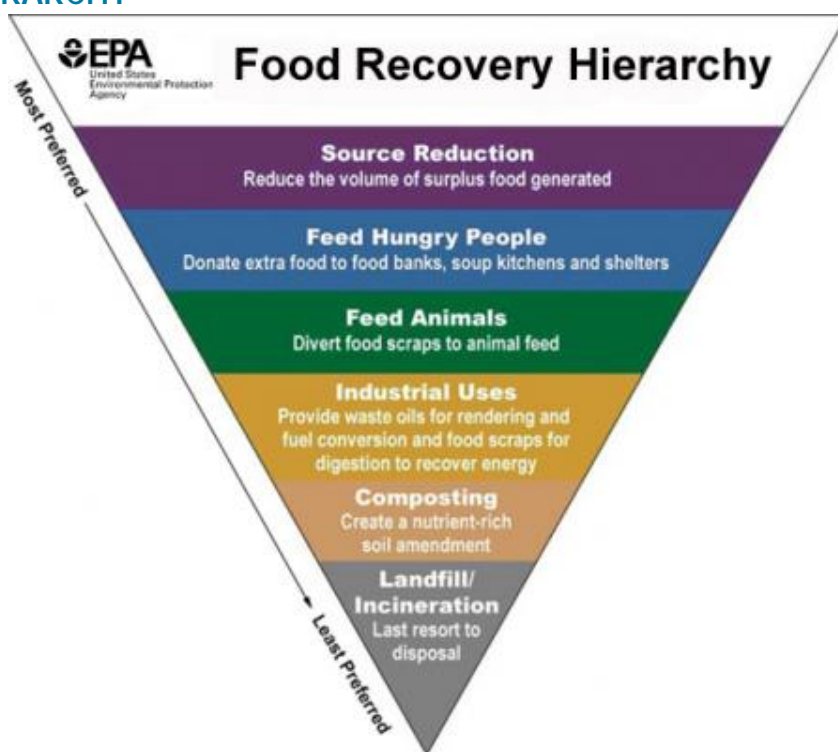 EPA
United States
Environmental Protection
Agency
Food Recovery Hierarchy
Most Preferred
Source Reduction
Reduce the volume of surplus food generated
Feed Hungry People
Donate extra food to food banks, soup kitchens and shelters
Feed Animals
Divert food scraps to animal feed
Industrial Uses
Provide waste oils for rendering and
fuel conversion and food scraps for
digestion to recover energy
Composting
Create a nutrient-rich
soil amendment
Landfill/
Incineration
Last resort to
disposal
Least Preferred